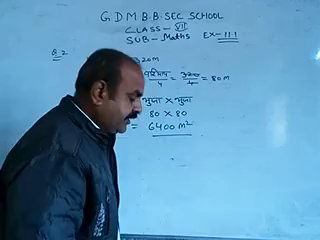 G D M B. B. SEC SCHOOL
CLASS - VII
SUB - Maths Ex - 11.1
Q.2
320m
परिमाप/4 = 320/4 = 80 m
भुजा × भुजा
80 × 80
= 6400 m²